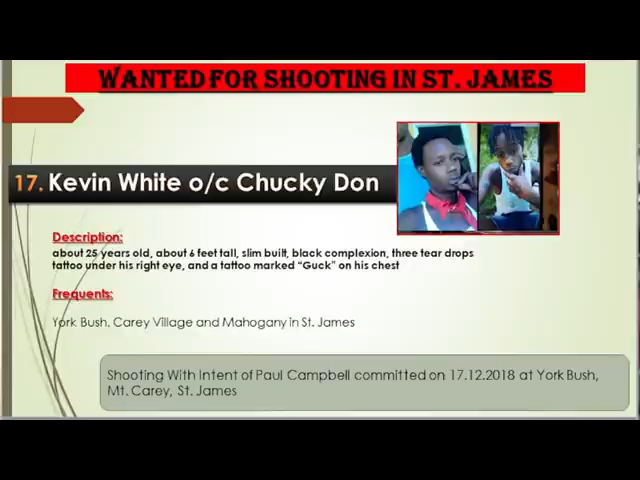 WANTED FOR SHOOTING IN ST. JAMES
17. Kevin White o/c Chucky Don
Description:
about 25 years old, about 6 feet tall, slim built, black complexion, three tear drops
tattoo under his right eye, and a tattoo marked “Guck” on his chest
Frequents:
York Bush, Carey Village and Mahogany in St. James
Shooting With Intent of Paul Campbell committed on 17.12.2018 at York Bush,
Mt. Carey, St. James